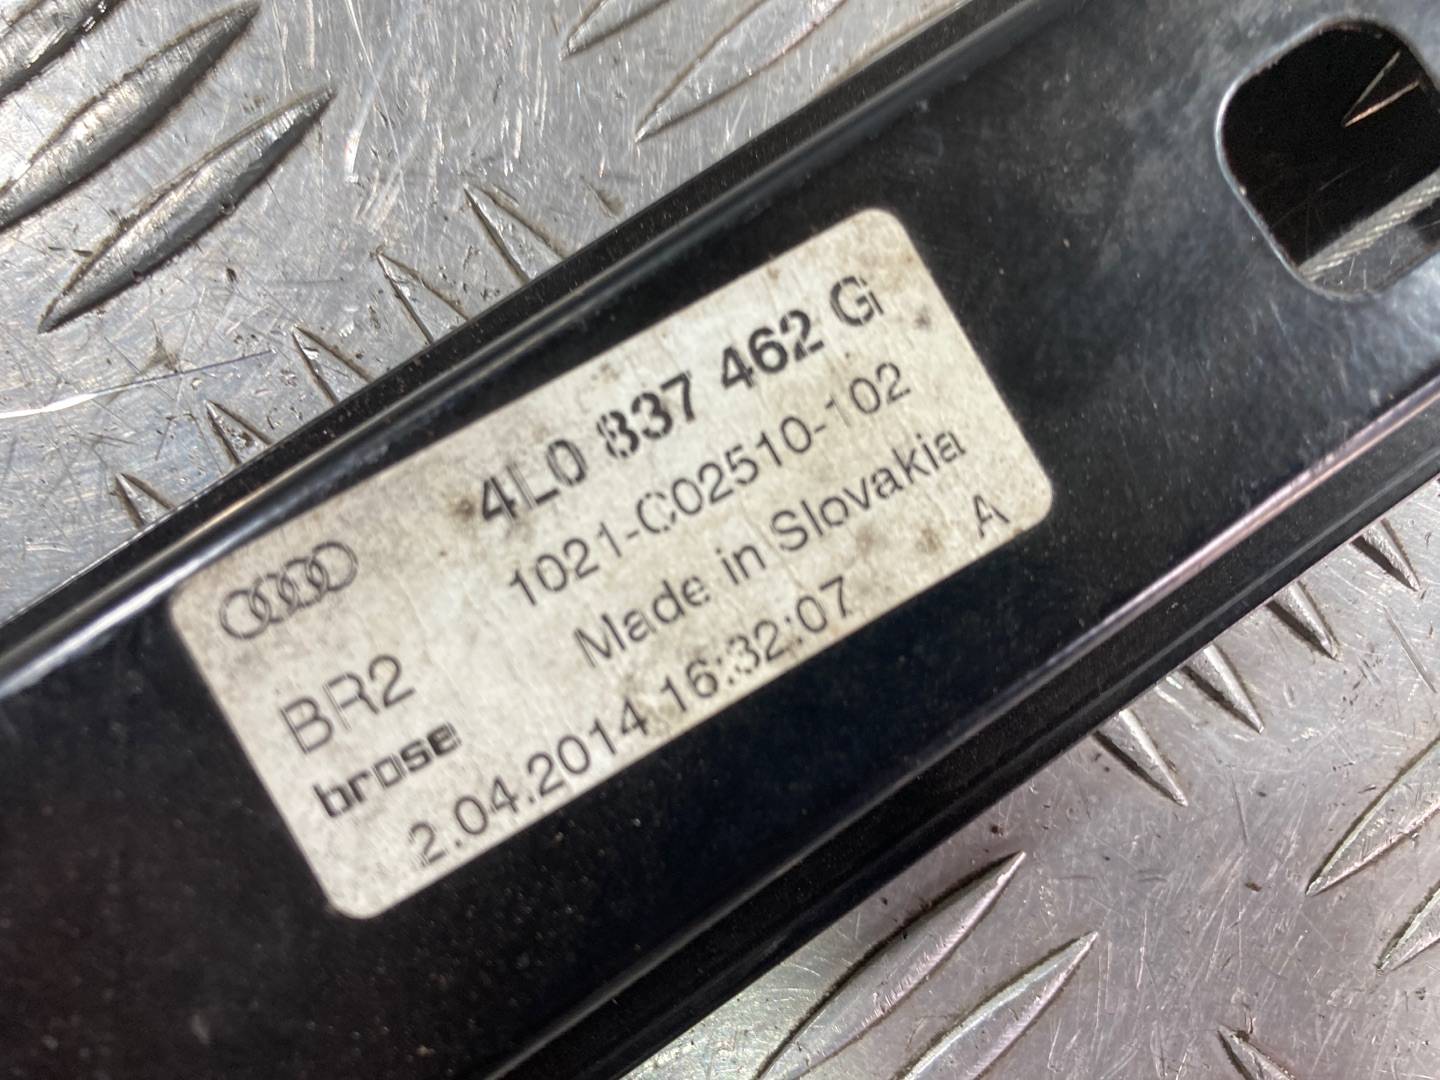 4L0 837 462 G
1021-C02510-102
Made in Slovakia
A
BR2
brose
2.04.2014 16:32:07